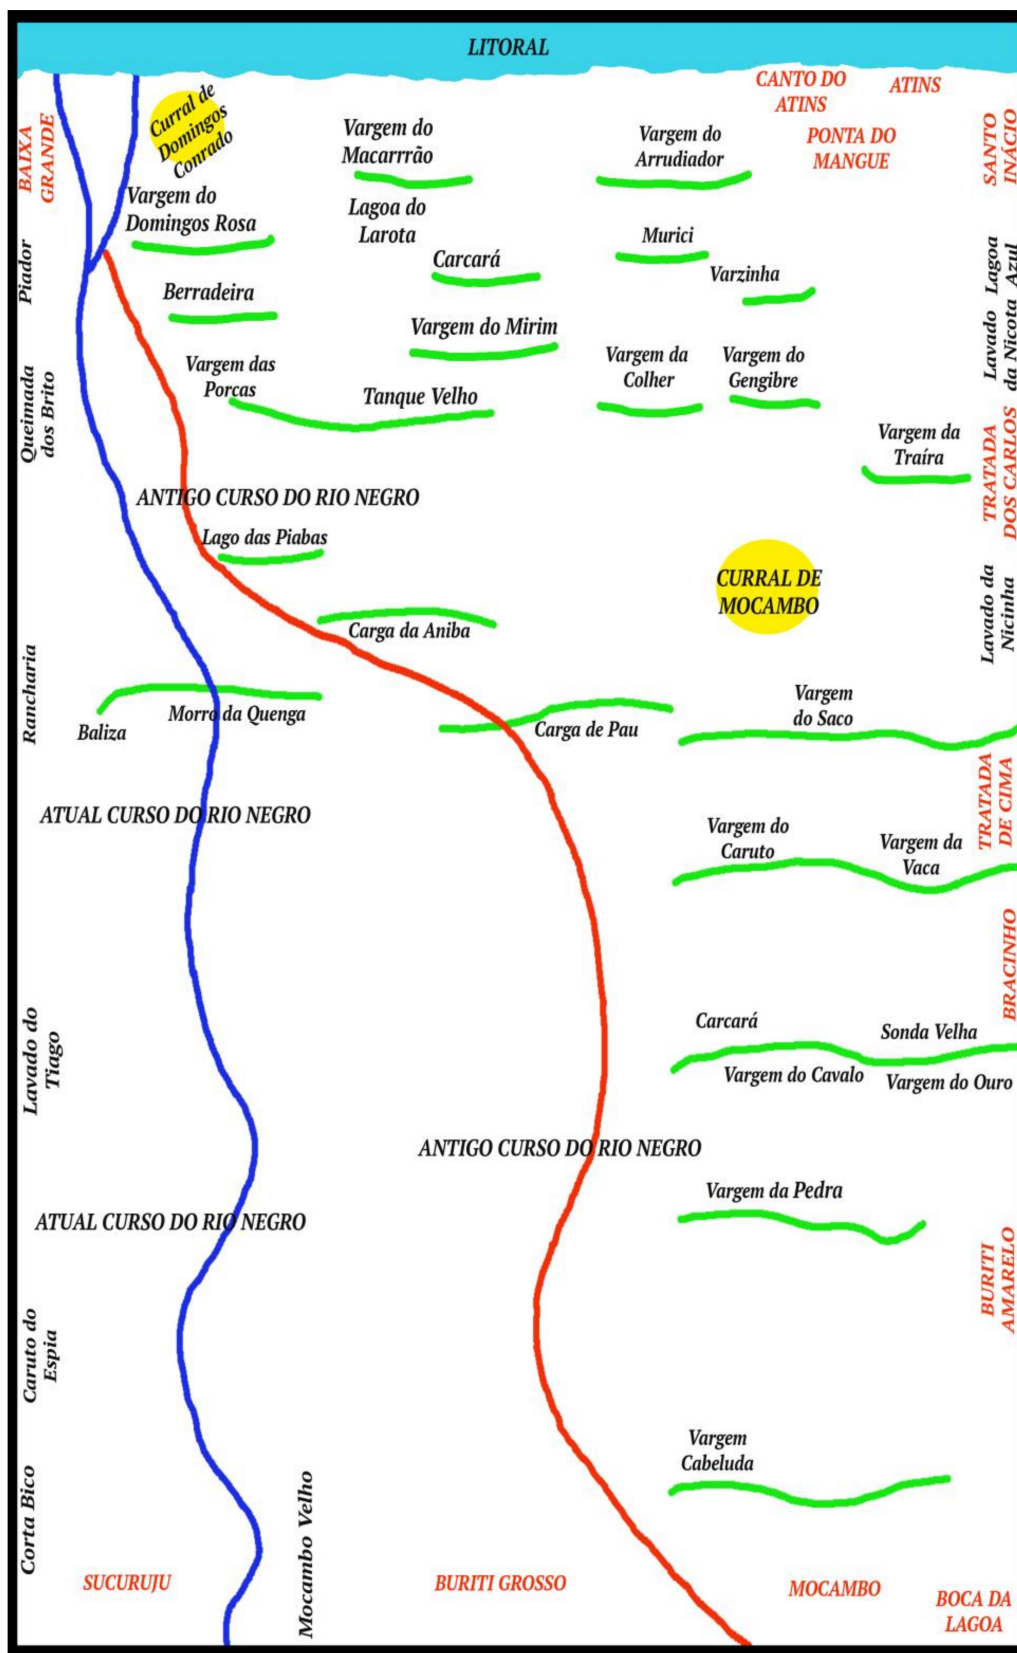 LITORAL
CANTO DO
ATINS
ATINS
Curral de
Domingos
Conrado
Vargem do
Macarrrão
Vargem do
Arrudiador
PONTA DO
MANGUE
SANTO
INÁCIO
BAIXA
GRANDE
Vargem do
Domingos Rosa
Lagoa do
Larota
Murici
Carcará
Varzinha
Lagoa
Azul
Piador
Berradeira
Vargem do Mirim
Lavado
da Nicota
Vargem das
Porcas
Tanque Velho
Vargem da
Colher
Vargem do
Gengibre
Queimada
dos Brito
Vargem da
Traíra
TRATADA
DOS CARLOS
ANTIGO CURSO DO RIO NEGRO
Lago das Piabas
CURRAL DE
MOCAMBO
Lavado da
Nicinha
Carga da Aniba
Rancharia
Morro da Quenga
Baliza
Carga de Pau
Vargem
do Saco
TRATADA
DE CIMA
ATUAL CURSO DO RIO NEGRO
Vargem do
Caruto
Vargem da
Vaca
BRACINHO
Carcará
Sonda Velha
Lavado do
Tiago
Vargem do Cavalo
Vargem do Ouro
ANTIGO CURSO DO RIO NEGRO
Vargem da Pedra
ATUAL CURSO DO RIO NEGRO
BURITI
AMARELO
Caruto do
Espia
Vargem
Cabeluda
Corta Bico
Mocambo Velho
SUCURUJU
BURITI GROSSO
MOCAMBO
BOCA DA
LAGOA